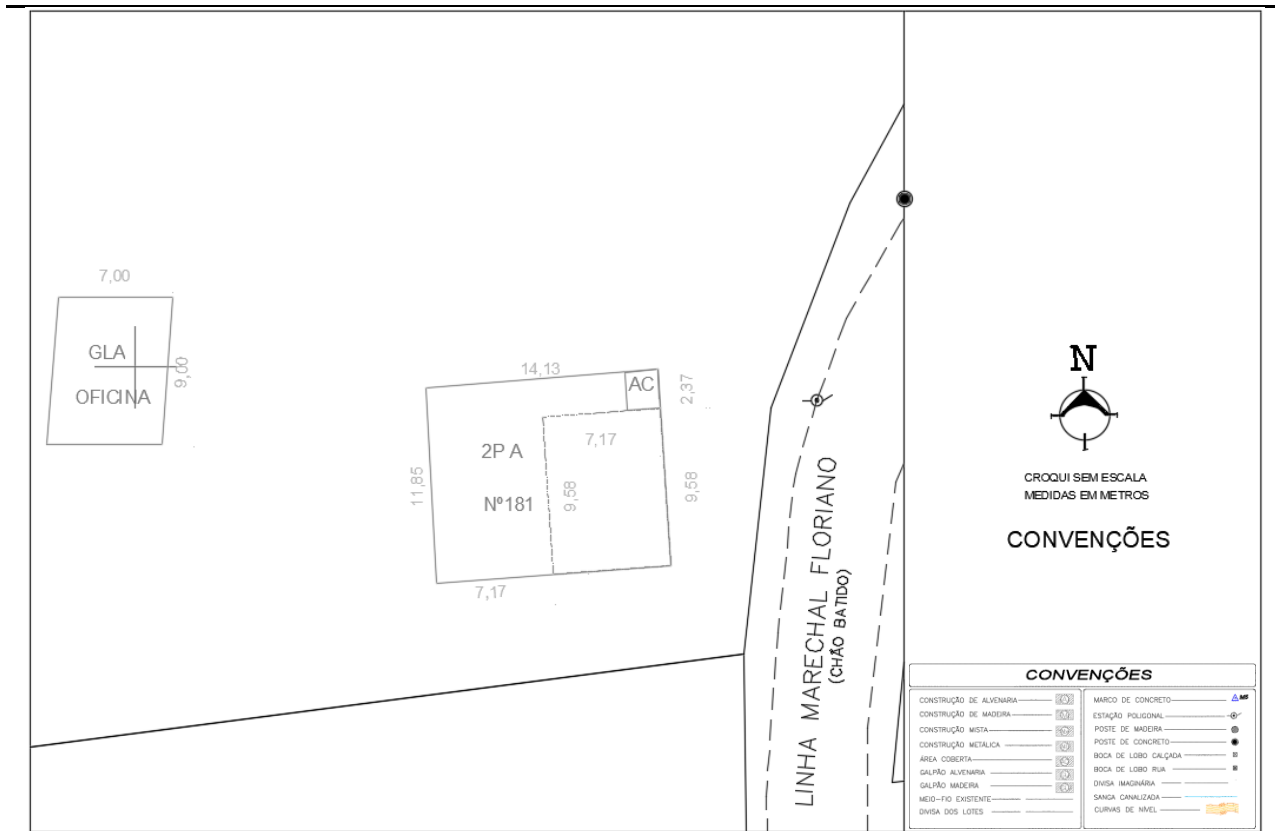 7,00
GLA
OFICINA
9,00
14,13
AC
2,37
2P A
7,17
Nº181
11,85
9,58
9,58
7,17
LINHA MARECHAL FLORIANO
(CHÃO BATIDO)
N
CROQUI SEM ESCALA
MEDIDAS EM METROS
CONVENÇÕES
CONVENÇÕES
CONSTRUÇÃO DE ALVENARIA
CONSTRUÇÃO DE MADEIRA
CONSTRUÇÃO MISTA
CONSTRUÇÃO METÁLICA
ÁREA COBERTA
GALPÃO ALVENARIA
GALPÃO MADEIRA
MEIO-FIO EXISTENTE
DIVISA DOS LOTES
MARCO DE CONCRETO
ESTAÇÃO POLIGONAL
POSTE DE MADEIRA
POSTE DE CONCRETO
BOCA DE LOBO CALÇADA
BOCA DE LOBO RUA
DIVISA IMAGINÁRIA
SANGA CANALIZADA
CURVAS DE NÍVEL